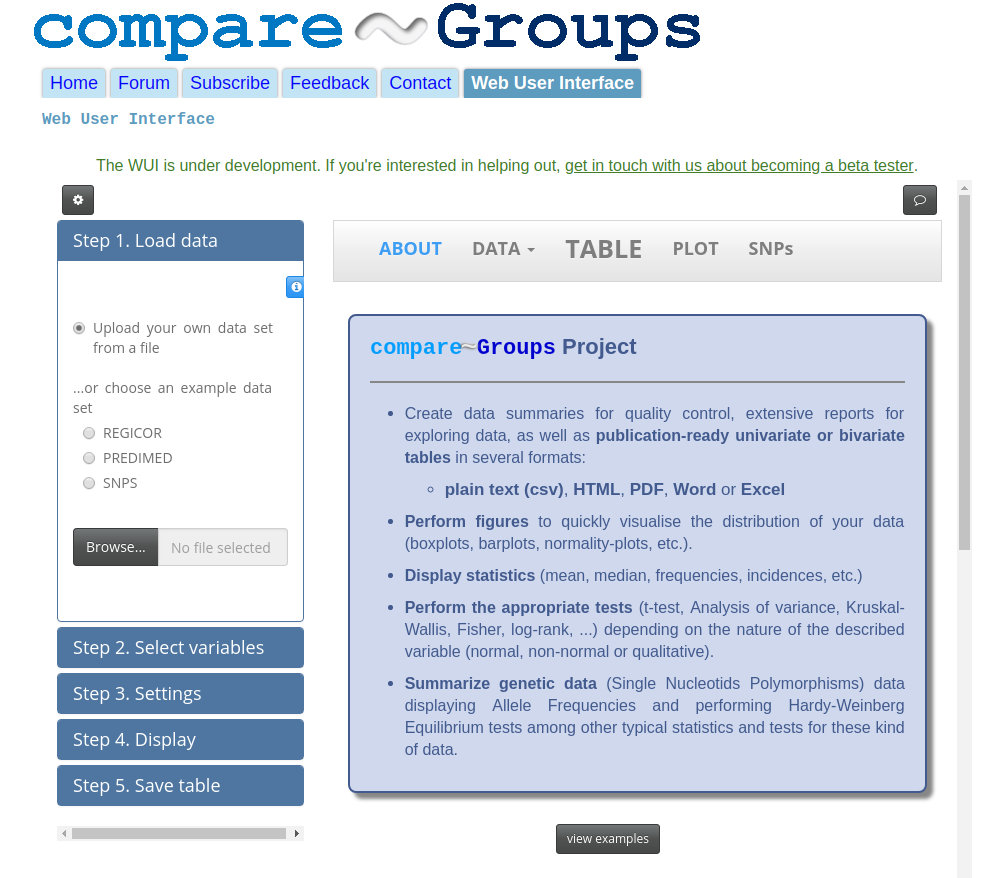 compare~Groups
Home Forum Subscribe Feedback Contact Web User Interface
Web User Interface
The WUI is under development. If you're interested in helping out, get in touch with us about becoming a beta tester.
Step 1. Load data
Upload your own data set
from a file
...or choose an example data
set
REGICOR
PREDIMED
SNPS
Browse... No file selected
Step 2. Select variables
Step 3. Settings
Step 4. Display
Step 5. Save table
ABOUT DATA TABLE PLOT SNPs
compare~Groups Project
• Create data summaries for quality control, extensive reports for
exploring data, as well as publication-ready univariate or bivariate
tables in several formats:
◦ plain text (csv), HTML, PDF, Word or Excel
• Perform figures to quickly visualise the distribution of your data
(boxplots, barplots, normality-plots, etc.).
• Display statistics (mean, median, frequencies, incidences, etc.)
• Perform the appropriate tests (t-test, Analysis of variance, Kruskal-
Wallis, Fisher, log-rank, ...) depending on the nature of the described
variable (normal, non-normal or qualitative).
• Summarize genetic data (Single Nucleotids Polymorphisms) data
displaying Allele Frequencies and performing Hardy-Weinberg
Equilibrium tests among other typical statistics and tests for these kind
of data.
view examples